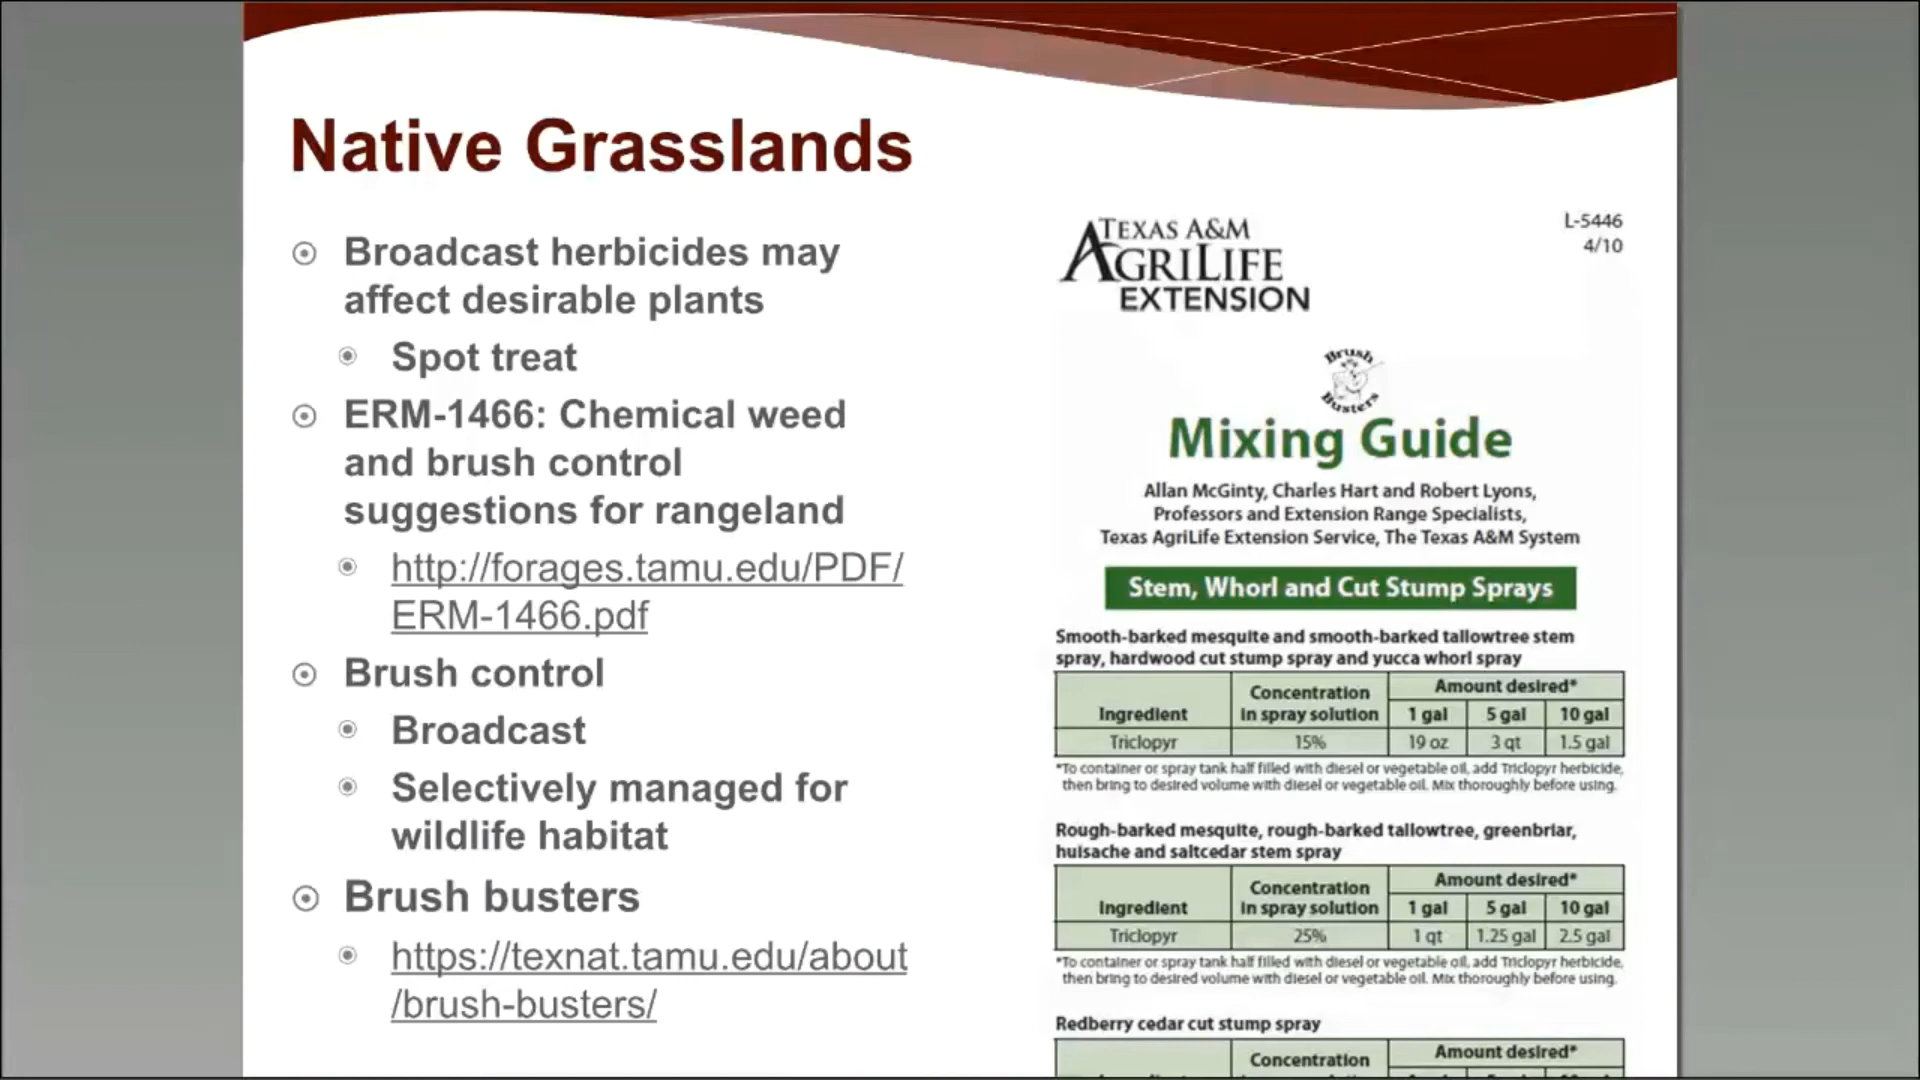 Native Grasslands
Broadcast herbicides may
affect desirable plants
Spot treat
ERM-1466: Chemical weed
and brush control
suggestions for rangeland
http://forages.tamu.edu/PDF/
ERM-1466.pdf
Brush control
Broadcast
Selectively managed for
wildlife habitat
Brush busters
https://texnat.tamu.edu/about
/brush-busters/
TEXAS A&M
AGRILIFE
EXTENSION
L-5446
4/10
Brush
Busters
Mixing Guide
Allan McGinty, Charles Hart and Robert Lyons,
Professors and Extension Range Specialists,
Texas AgriLife Extension Service, The Texas A&M System
Stem, Whorl and Cut Stump Sprays
Smooth-barked mesquite and smooth-barked tallowtree stem
spray, hardwood cut stump spray and yucca whorl spray
Amount desired*
Concentration
Ingredient in spray solution 1 gal 5 gal 10 gal
Triclopyr 15% 19 oz 3 qt 1.5 gal
*To container or spray tank half filled with diesel or vegetable oil, add Triclopyr herbicide,
then bring to desired volume with diesel or vegetable oil. Mix thoroughly before using.
Rough-barked mesquite, rough-barked tallowtree, greenbriar,
huisache and saltcedar stem spray
Amount desired*
Concentration
Ingredient in spray solution 1 gal 5 gal 10 gal
Triclopyr 25% 1 qt 1.25 gal 2.5 gal
*To container or spray tank half filled with diesel or vegetable oil, add Triclopyr herbicide,
then bring to desired volume with diesel or vegetable oil. Mix thoroughly before using.
Redberry cedar cut stump spray
Amount desired*
Concentration